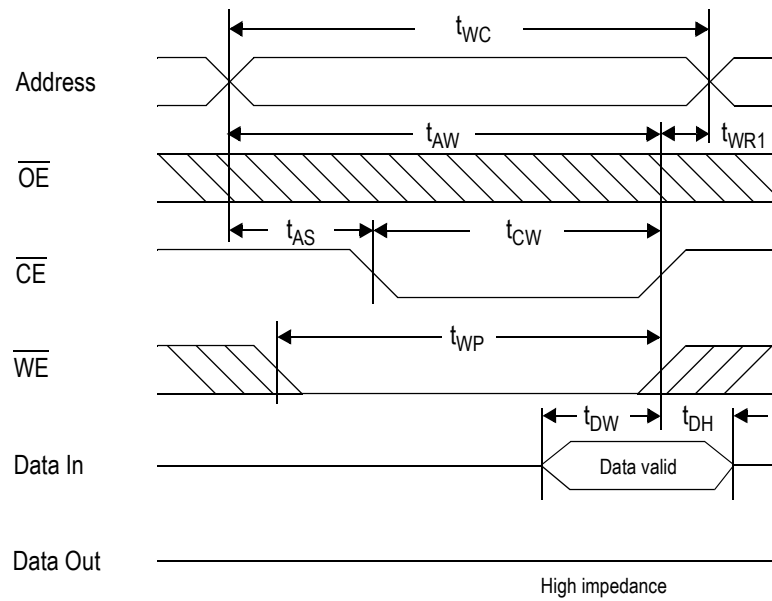 tWC
Address
tAW
tWR1
OE
tAS
tCW
CE
tWP
WE
tDW
tDH
Data In
Data valid
Data Out
High impedance